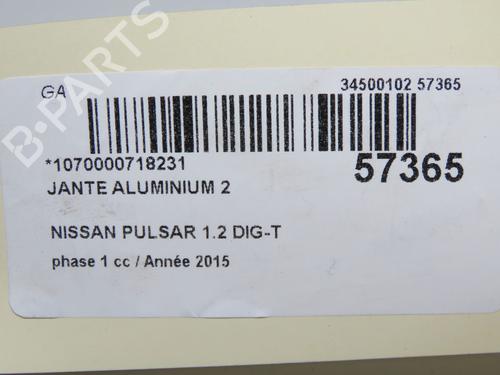 B-PARTS
GA
34500102 57365
*1070000718231
57365
JANTE ALUMINIUM 2
NISSAN PULSAR 1.2 DIG-T
phase 1 cc / Année 2015